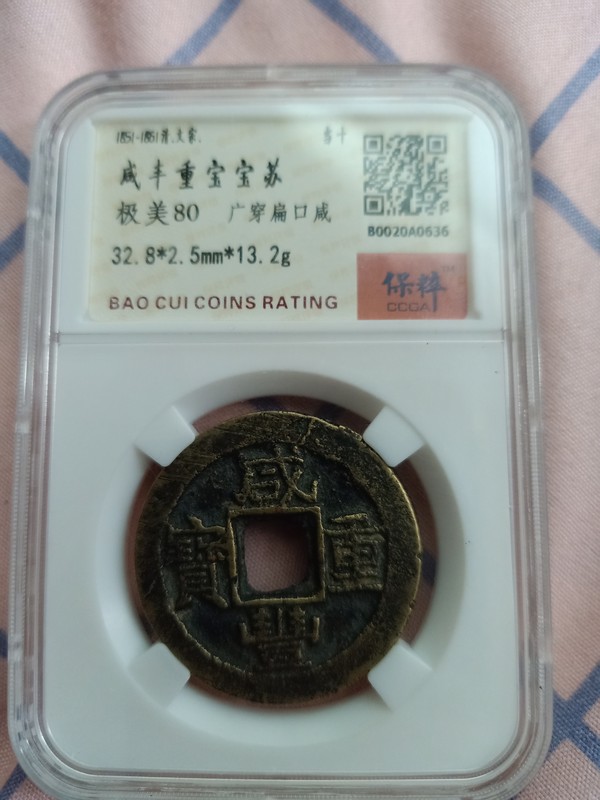 1851-1861清.文宗. 当十
咸丰重宝宝苏
极美80 广穿扁口咸
B0020A0636
32.8*2.5mm*13.2g
BAO CUI COINS RATING
保粹
CCGA
咸
寶 重
豐